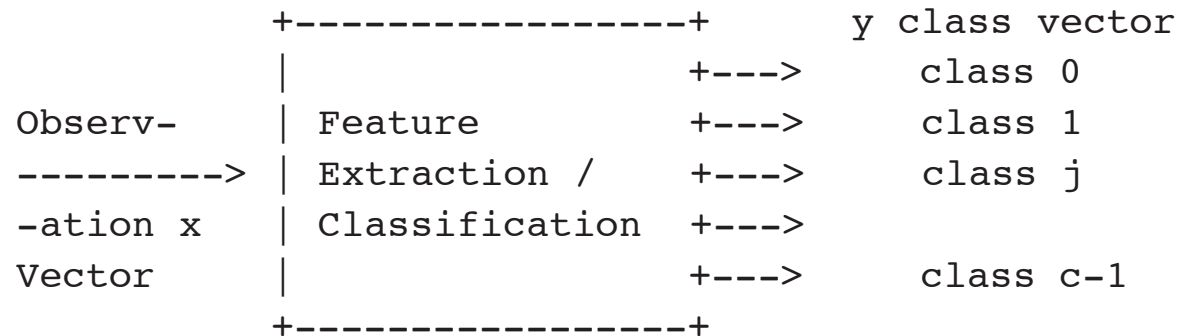 +-----------------+ y class vector
| +---> class 0
Observ- | Feature +---> class 1
---------> | Extraction / +---> class j
-ation x | Classification +--->
Vector | +---> class c-1
+-----------------+